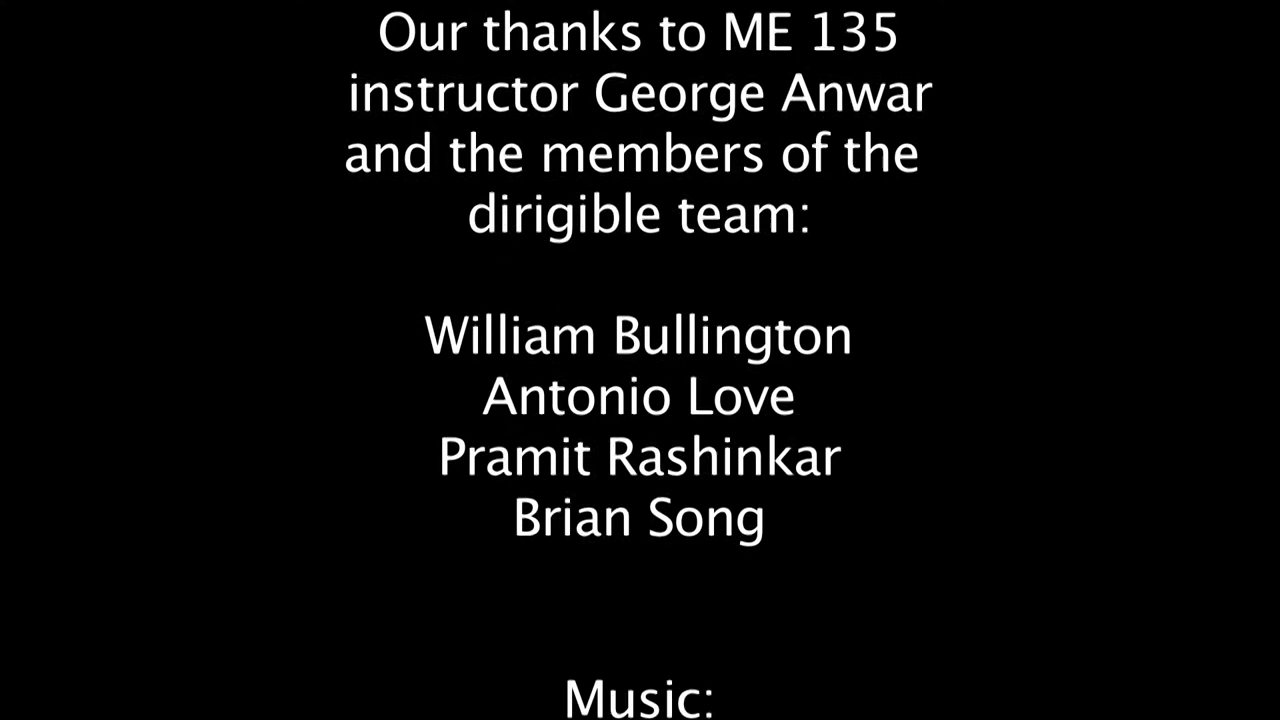 Our thanks to ME 135
instructor George Anwar
and the members of the
dirigible team:
William Bullington
Antonio Love
Pramit Rashinkar
Brian Song
Music: